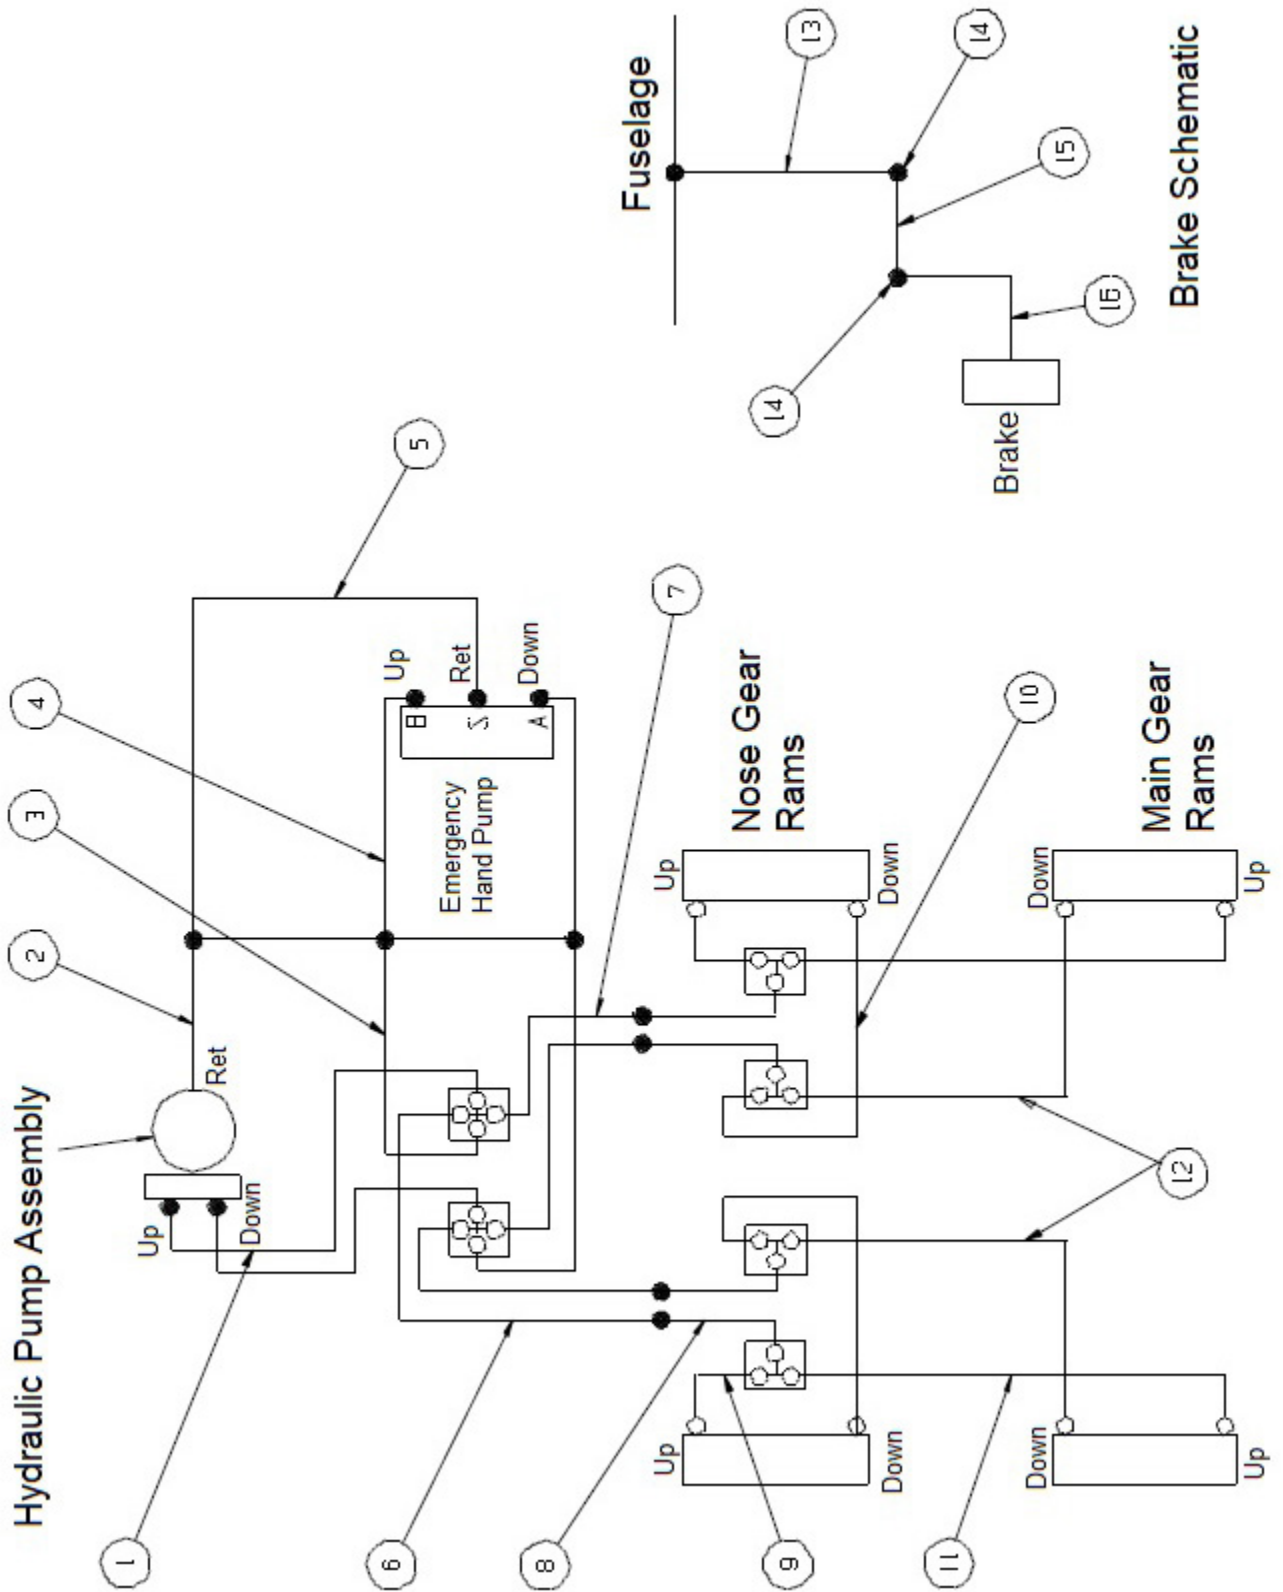 Hydraulic Pump Assembly
Up
Down
Ret
1
2
3
4
5
Emergency
Hand Pump
B
S
A
Up
Ret
Down
6
7
8
9
10
11
12
Nose Gear
Rams
Up
Down
Up
Down
Main Gear
Rams
Down
Up
Down
Up
Fuselage
13
14
15
14
16
Brake
Brake Schematic